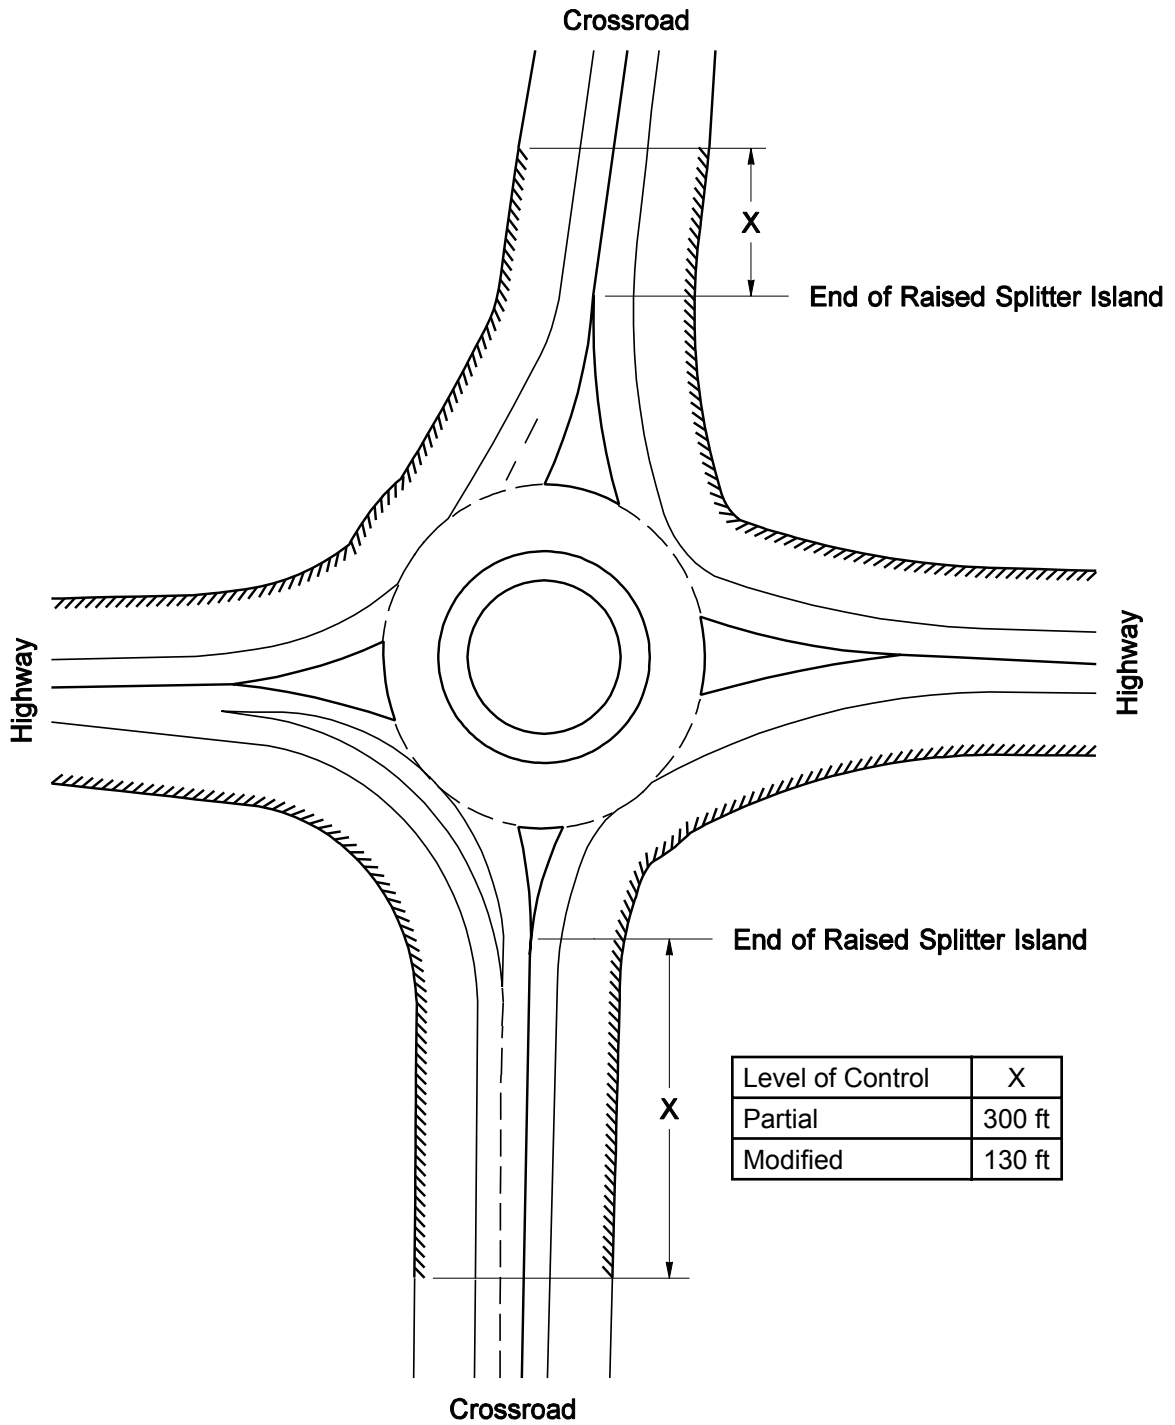 Crossroad
X
End of Raised Splitter Island
Highway
Highway
End of Raised Splitter Island
Level of Control X
Partial 300 ft
X
Modified 130 ft
Crossroad